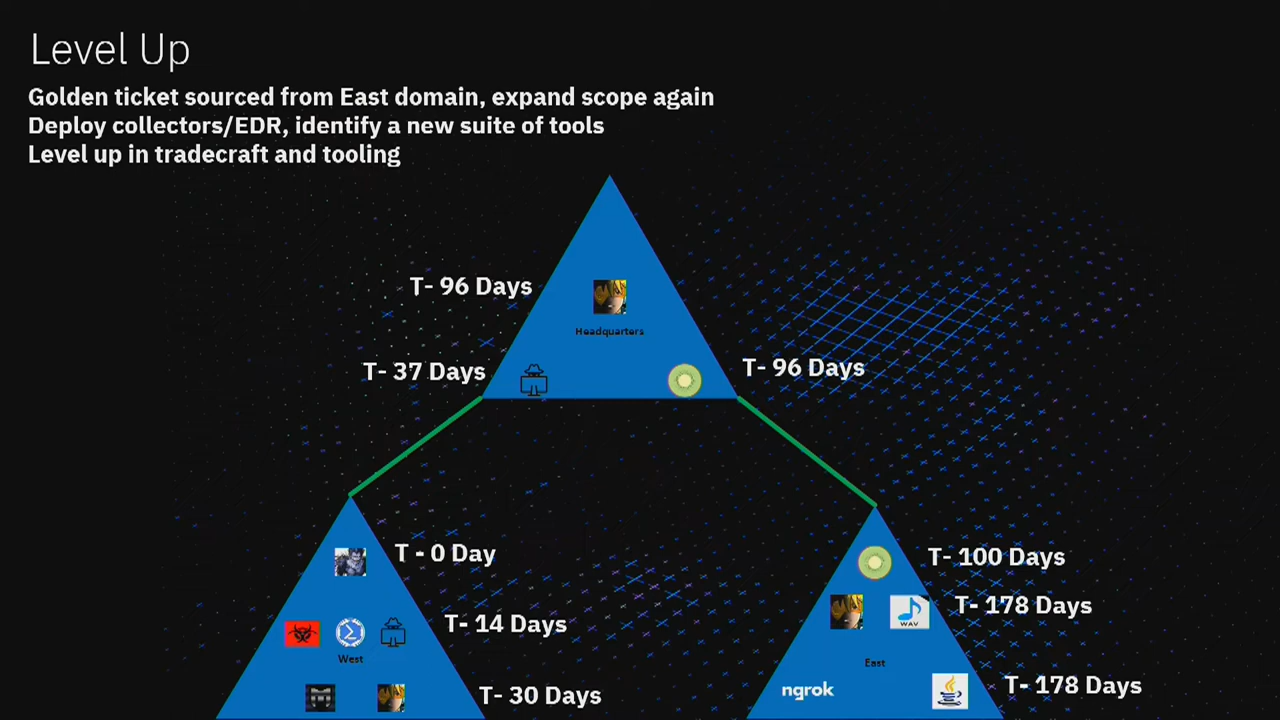 Level Up
Golden ticket sourced from East domain, expand scope again
Deploy collectors/EDR, identify a new suite of tools
Level up in tradecraft and tooling
T- 96 Days
Headquarters
T- 37 Days
T- 96 Days
T - 0 Day
T- 100 Days
T- 178 Days
WAV
T- 14 Days
West
East
T- 30 Days
ngrok
T- 178 Days